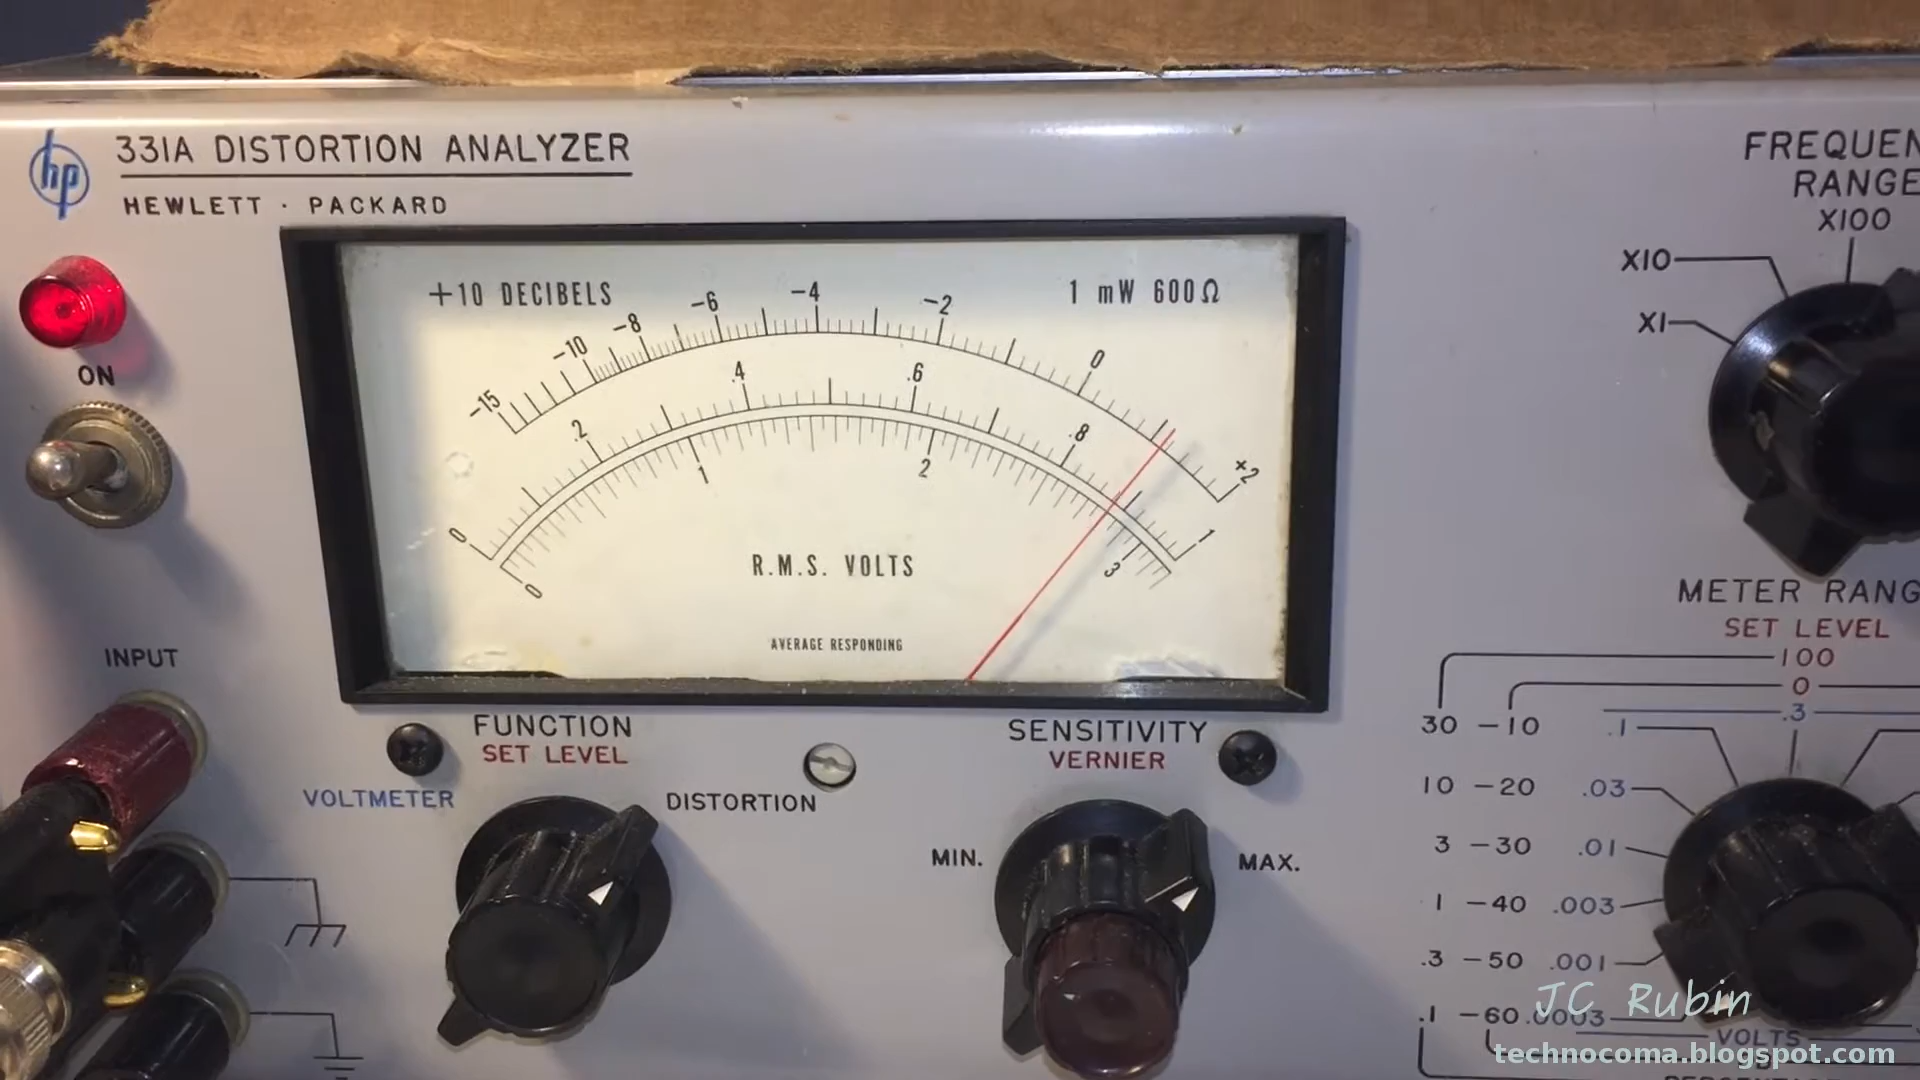 hp 331A DISTORTION ANALYZER
HEWLETT · PACKARD
ON
INPUT
+10 DECIBELS
1 mW 600Ω
-15 -10 -8 -6 -4 -2 0 +2
0 .2 .4 .6 .8 1
0 1 2 3
R.M.S. VOLTS
AVERAGE RESPONDING
FUNCTION
SET LEVEL
VOLTMETER
DISTORTION
SENSITIVITY
VERNIER
MIN.
MAX.
RANGE
X100
X10
X1
METER
SET LEVEL
100
0
.3
30 -10 .1
10 -20 .03
3 -30 .01
1 -40 .003
.3 -50 .001
.1 -60 .0003
VOLTS
JC Rubin
technocoma.blogspot.com